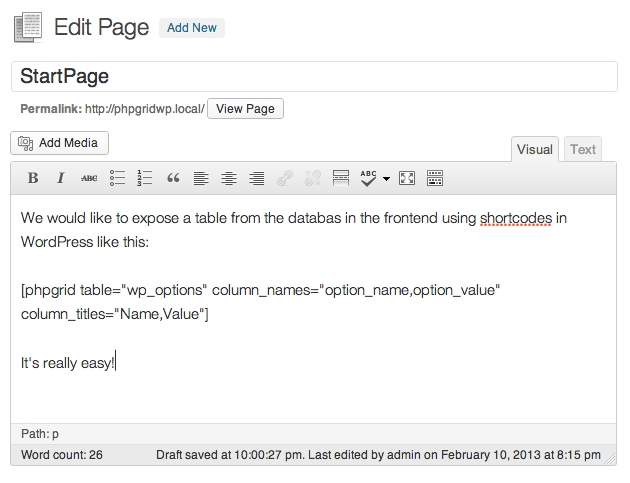 Edit Page Add New
StartPage
Permalink: http://phpgridwp.local/ View Page
Add Media
Visual Text
B I ABC 1 2 3 “ ABC
We would like to expose a table from the databas in the frontend using shortcodes in
WordPress like this:
[phpgrid table="wp_options" column_names="option_name,option_value"
column_titles="Name,Value"]
It's really easy!
Path: p
Word count: 26 Draft saved at 10:00:27 pm. Last edited by admin on February 10, 2013 at 8:15 pm